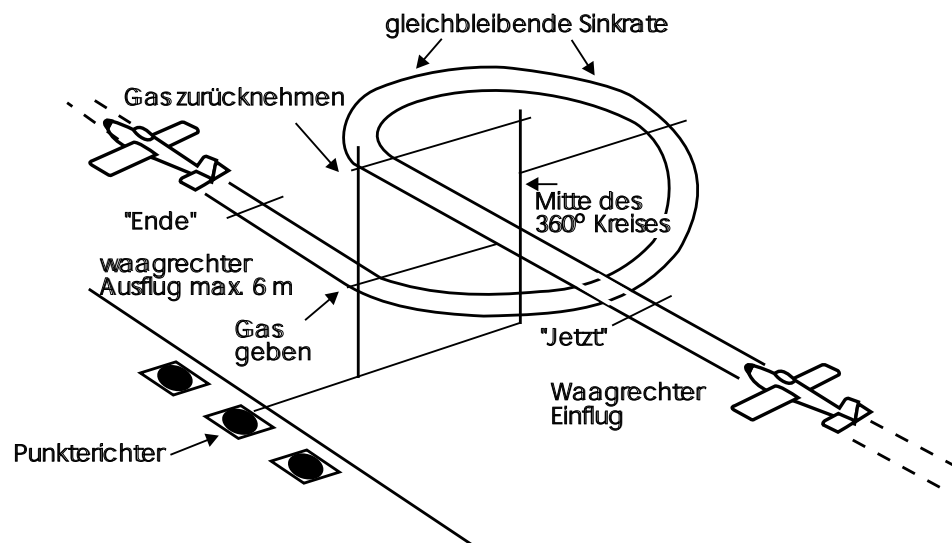 gleichbleibende Sinkrate
Gas zurücknehmen
Mitte des
360° Kreises
"Ende"
waagrechter
Ausflug max. 6 m
Gas
geben
"Jetzt"
Waagrechter
Einflug
Punkterichter